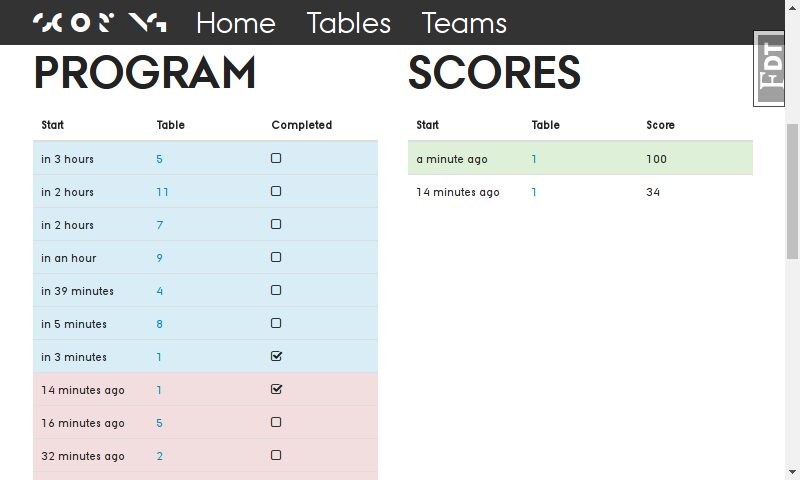 SCORING Home Tables Teams
FDT
PROGRAM
Start Table Completed
in 3 hours 5
in 2 hours 11
in 2 hours 7
in an hour 9
in 39 minutes 4
in 5 minutes 8
in 3 minutes 1
14 minutes ago 1
16 minutes ago 5
32 minutes ago 2
SCORES
Start Table Score
a minute ago 1 100
14 minutes ago 1 34